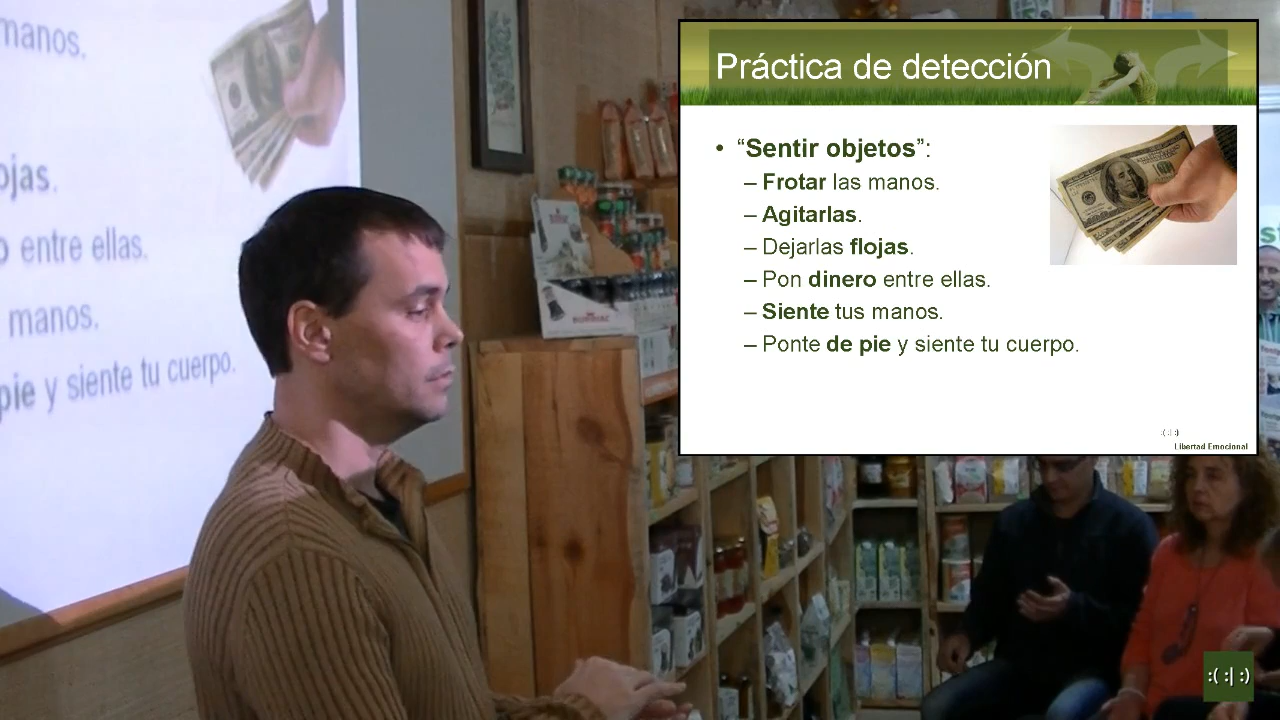 manos.
ojas.
o entre ellas.
manos.
pie y siente tu cuerpo.
Práctica de detección
• “Sentir objetos”:
– Frotar las manos.
– Agitarlas.
– Dejarlas flojas.
– Pon dinero entre ellas.
– Siente tus manos.
– Ponte de pie y siente tu cuerpo.
:( :| :)
Libertad Emocional
:( :| :)